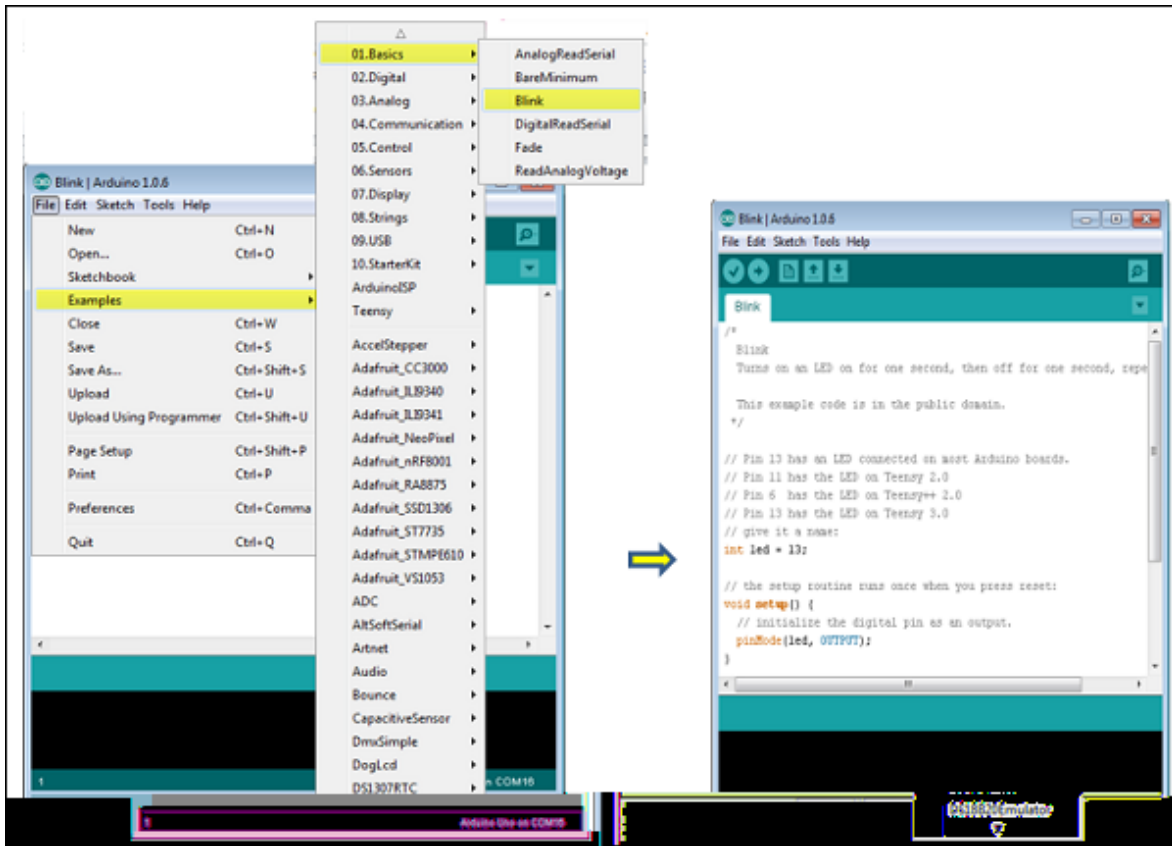 Blink | Arduino 1.0.6
File Edit Sketch Tools Help
New Ctrl+N
Open... Ctrl+O
Sketchbook
Examples
Close Ctrl+W
Save Ctrl+S
Save As... Ctrl+Shift+S
Upload Ctrl+U
Upload Using Programmer Ctrl+Shift+U
Page Setup Ctrl+Shift+P
Print Ctrl+P
Preferences Ctrl+Comma
Quit Ctrl+Q
01.Basics
02.Digital
03.Analog
04.Communication
05.Control
06.Sensors
07.Display
08.Strings
09.USB
10.StarterKit
ArduinoISP
Teensy
AccelStepper
Adafruit_CC3000
Adafruit_ILI9340
Adafruit_ILI9341
Adafruit_NeoPixel
Adafruit_nRF8001
Adafruit_RA8875
Adafruit_SSD1306
Adafruit_ST7735
Adafruit_STMPE610
Adafruit_VS1053
ADC
AltSoftSerial
Artnet
Audio
Bounce
CapacitiveSensor
DmxSimple
DogLcd
DS1307RTC
AnalogReadSerial
BareMinimum
Blink
DigitalReadSerial
Fade
ReadAnalogVoltage
1 on COM16
1 Arduino Uno on COM16
Blink | Arduino 1.0.6
File Edit Sketch Tools Help
Blink
/*
Blink
Turns on an LED on for one second, then off for one second, repe
This example code is in the public domain.
*/
// Pin 13 has an LED connected on most Arduino boards.
// Pin 11 has the LED on Teensy 2.0
// Pin 6 has the LED on Teensy++ 2.0
// Pin 13 has the LED on Teensy 3.0
// give it a name:
int led = 13;
// the setup routine runs once when you press reset:
void setup() {
// initialize the digital pin as an output.
pinMode(led, OUTPUT);
}